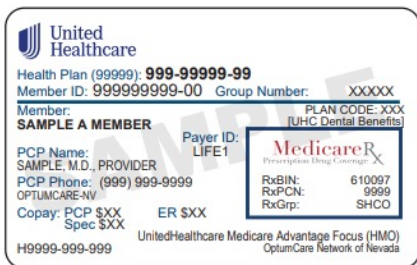 United
Healthcare
Health Plan (99999): 999-99999-99
Member ID: 999999999-00 Group Number: XXXXX
Member:
SAMPLE A MEMBER
PLAN CODE: XXX
[UHC Dental Benefits]
Payer ID:
LIFE1
PCP Name:
SAMPLE, M.D., PROVIDER
PCP Phone: (999) 999-9999
OPTUMCARE-NV
MedicareRx
Prescription Drug Coverage
RxBIN: 610097
RxPCN: 9999
RxGrp: SHCO
Copay: PCP $XX ER $XX
Spec $XX
UnitedHealthcare Medicare Advantage Focus (HMO)
H9999-999-999 OptumCare Network of Nevada
SAMPLE